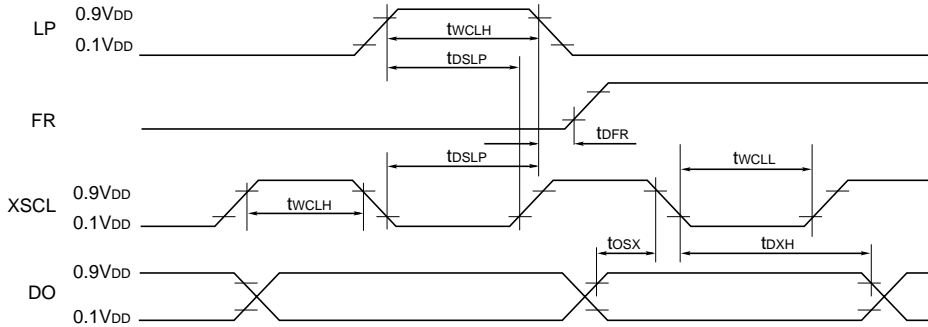 LP
0.9VDD
0.1VDD
tWCLH
tDSLP
FR
tDFR
tDSLP
tWCLL
XSCL
0.9VDD
0.1VDD
tWCLH
tOSX
tDXH
DO
0.9VDD
0.1VDD